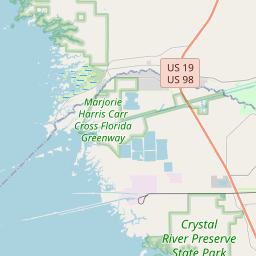 US 19
US 98
Marjorie
Harris Carr
Cross Florida
Greenway
Crystal
River Preserve
State Park